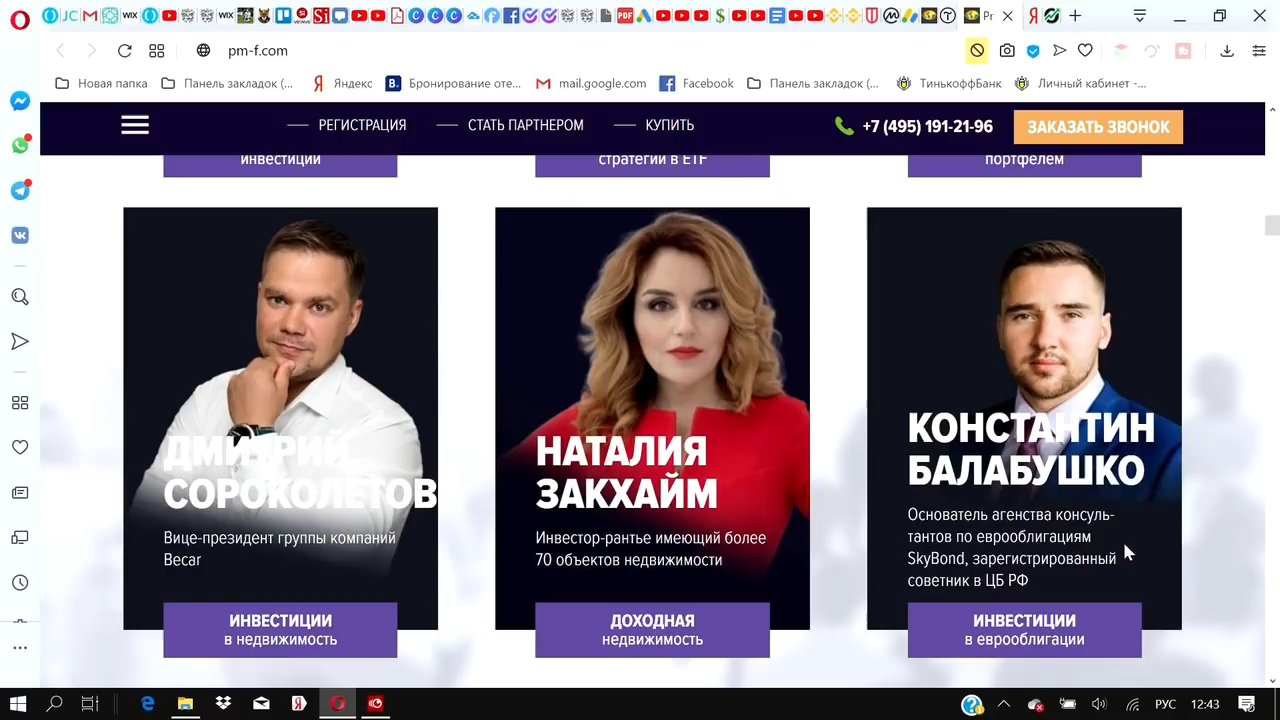 pm-f.com
Новая папка
Панель закладок (...
Яндекс
Бронирование оте...
mail.google.com
Facebook
Панель закладок (...
ТинькоффБанк
Личный кабинет -...
РЕГИСТРАЦИЯ
СТАТЬ ПАРТНЕРОМ
КУПИТЬ
+7 (495) 191-21-96
ЗАКАЗАТЬ ЗВОНОК
инвестиции
стратегии в ETF
портфелем
ДМИТРИЙ
СОРОКОЛЕТОВ
Вице-президент группы компаний
Becar
ИНВЕСТИЦИИ
в недвижимость
НАТАЛИЯ
ЗАКХАЙМ
Инвестор-рантье имеющий более
70 объектов недвижимости
ДОХОДНАЯ
недвижимость
КОНСТАНТИН
БАЛАБУШКО
Основатель агенства консуль-
тантов по еврооблигациям
SkyBond, зарегистрированный
советник в ЦБ РФ
ИНВЕСТИЦИИ
в еврооблигации
РУС
12:43